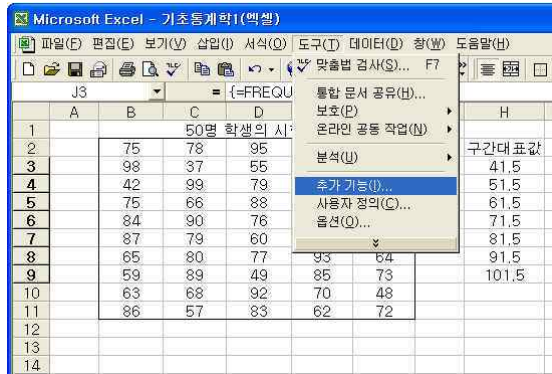 Microsoft Excel - 기초통계학1(엑셀)
파일(F) 편집(E) 보기(V) 삽입(I) 서식(O) 도구(T) 데이터(D) 창(W) 도움말(H)
맞춤법 검사(S)... F7
J3 = {=FREQU
통합 문서 공유(H)...
보호(P)
온라인 공동 작업(N)
분석(U)
추가 기능(I)...
사용자 정의(C)...
옵션(O)...
A B C D H
1 50명 학생의 시
2 75 78 95 구간대표값
3 98 37 55 41.5
4 42 99 79 51.5
5 75 66 88 61.5
6 84 90 76 71.5
7 87 79 60 81.5
8 65 80 77 93 64 91.5
9 59 89 49 85 73 101.5
10 63 68 92 70 48
11 86 57 83 62 72
12
13
14